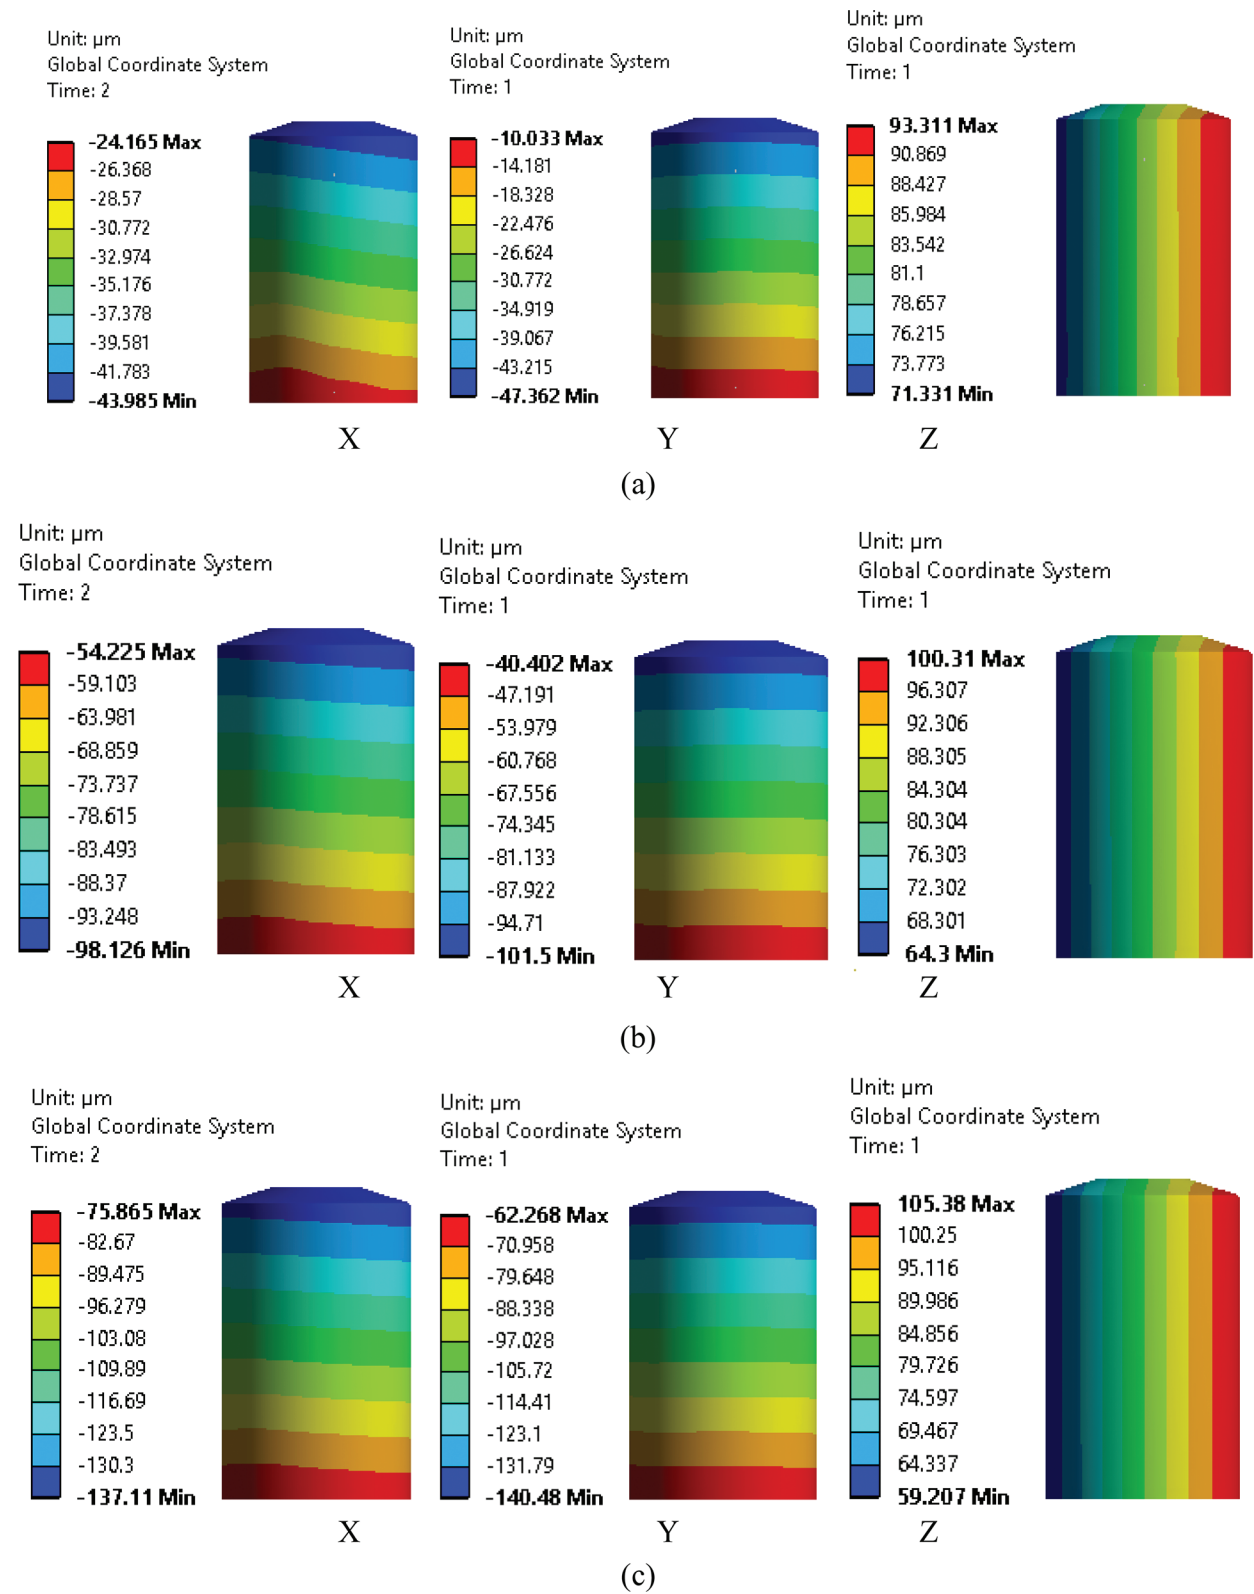 Unit: µm
Global Coordinate System
Time: 2
-24.165 Max
-26.368
-28.57
-30.772
-32.974
-35.176
-37.378
-39.581
-41.783
-43.985 Min
X
Unit: µm
Global Coordinate System
Time: 1
-10.033 Max
-14.181
-18.328
-22.476
-26.624
-30.772
-34.919
-39.067
-43.215
-47.362 Min
Y
Unit: µm
Global Coordinate System
Time: 1
93.311 Max
90.869
88.427
85.984
83.542
81.1
78.657
76.215
73.773
71.331 Min
Z
(a)
Unit: µm
Global Coordinate System
Time: 2
-54.225 Max
-59.103
-63.981
-68.859
-73.737
-78.615
-83.493
-88.37
-93.248
-98.126 Min
X
Unit: µm
Global Coordinate System
Time: 1
-40.402 Max
-47.191
-53.979
-60.768
-67.556
-74.345
-81.133
-87.922
-94.71
-101.5 Min
Y
Unit: µm
Global Coordinate System
Time: 1
100.31 Max
96.307
92.306
88.305
84.304
80.304
76.303
72.302
68.301
64.3 Min
Z
(b)
Unit: µm
Global Coordinate System
Time: 2
-75.865 Max
-82.67
-89.475
-96.279
-103.08
-109.89
-116.69
-123.5
-130.3
-137.11 Min
X
Unit: µm
Global Coordinate System
Time: 1
-62.268 Max
-70.958
-79.648
-88.338
-97.028
-105.72
-114.41
-123.1
-131.79
-140.48 Min
Y
Unit: µm
Global Coordinate System
Time: 1
105.38 Max
100.25
95.116
89.986
84.856
79.726
74.597
69.467
64.337
59.207 Min
Z
(c)